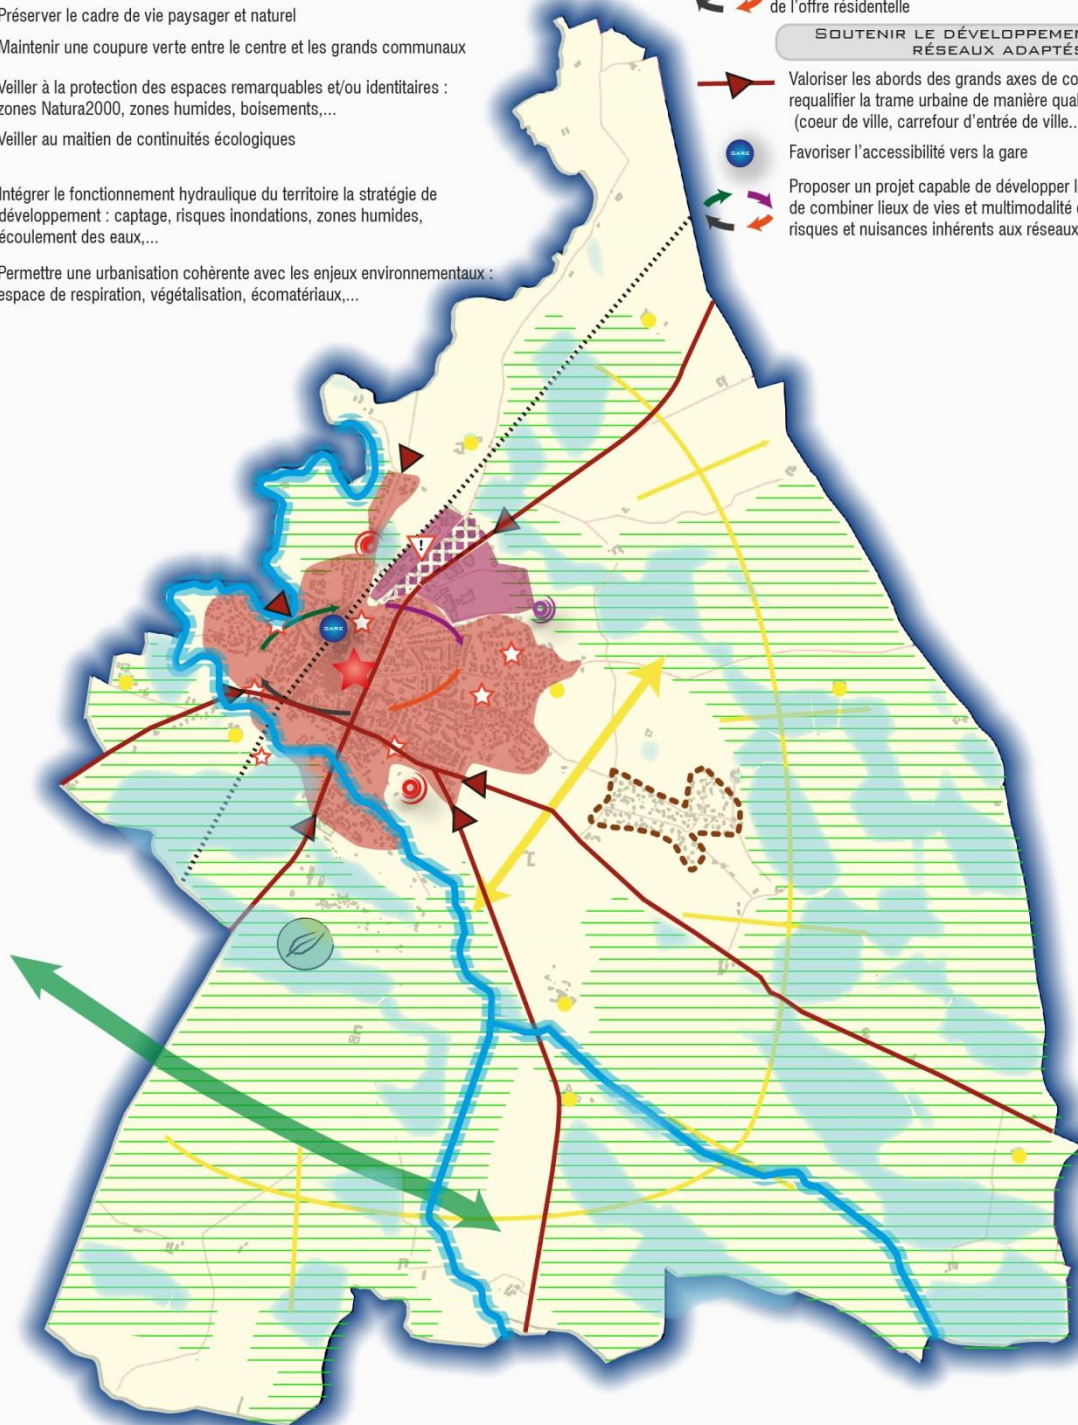 Préserver le cadre de vie paysager et naturel
Maintenir une coupure verte entre le centre et les grands communaux
Veiller à la protection des espaces remarquables et/ou identitaires :
zones Natura2000, zones humides, boisements,...
Veiller au maitien de continuités écologiques
Intégrer le fonctionnement hydraulique du territoire la stratégie de
développement : captage, risques inondations, zones humides,
écoulement des eaux,...
Permettre une urbanisation cohèrente avec les enjeux environnementaux :
espace de respiration, végétalisation, écomatériaux,...
de l'offre résidentelle
SOUTENIR LE DÉVELOPPEMEN
RÉSEAUX ADAPTÉS
Valoriser les abords des grands axes de co
requalifier la trame urbaine de manière qual
(coeur de ville, carrefour d'entrée de ville...
GARE
Favoriser l'accessibilité vers la gare
Proposer un projet capable de développer l
de combiner lieux de vies et multimodalité
risques et nuisances inhérents aux réseaux
!
GARE